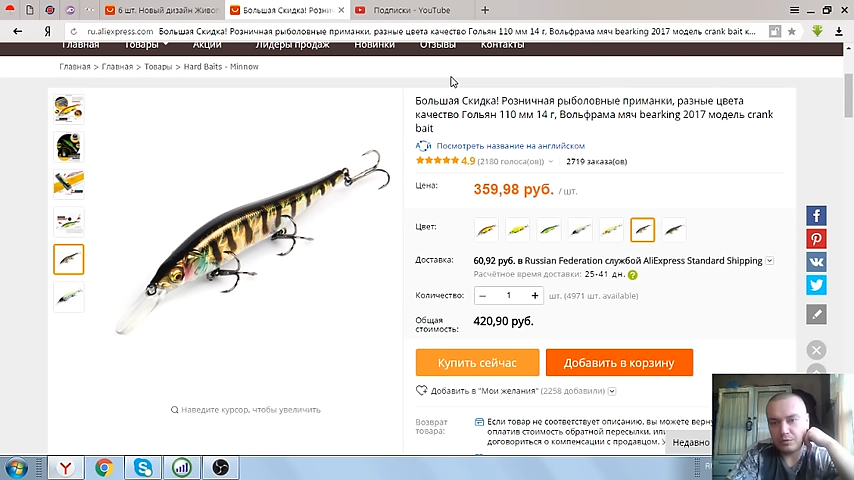 6 шт. Новый дизайн Живоп
Большая Скидка! Розни
Подписки - YouTube
ru.aliexpress.com Большая Скидка! Розничная рыболовные приманки, разные цвета качество Гольян 110 мм 14 г, Вольфрама мяч bearking 2017 модель crank bait к...
Главная Товары Акции Лидеры продаж Новинки Отзывы Контакты
Главная > Главная > Товары > Hard Baits - Minnow
Большая Скидка! Розничная рыболовные приманки, разные цвета
качество Гольян 110 мм 14 г, Вольфрама мяч bearking 2017 модель crank
bait
Посмотреть название на английском
4.9 (2180 голоса(ов)) 2719 заказа(ов)
Цена: 359,98 руб. / шт.
Цвет:
Доставка: 60,92 руб. в Russian Federation службой AliExpress Standard Shipping
Расчётное время доставки: 25-41 дн. ?
Количество: – 1 + шт. (4971 шт. available)
Общая
стоимость: 420,90 руб.
Купить сейчас Добавить в корзину
Добавить в "Мои желания" (2258 добавили)
Наведите курсор, чтобы увеличить
Возврат
товара:
Если товар не соответствует описанию, вы можете верну
оплатив стоимость обратной пересылки, или
договориться о компенсации с продавцом.
Недавно